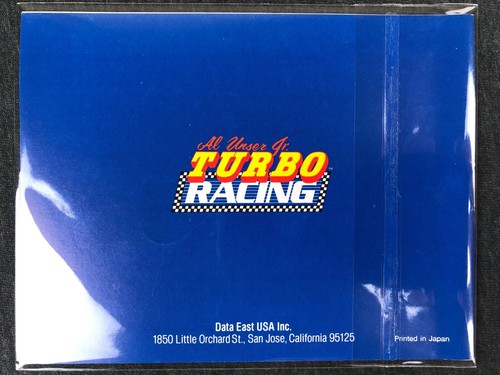 Al Unser Jr.
TURBO
RACING
Data East USA Inc.
1850 Little Orchard St., San Jose, California 95125
Printed in Japan